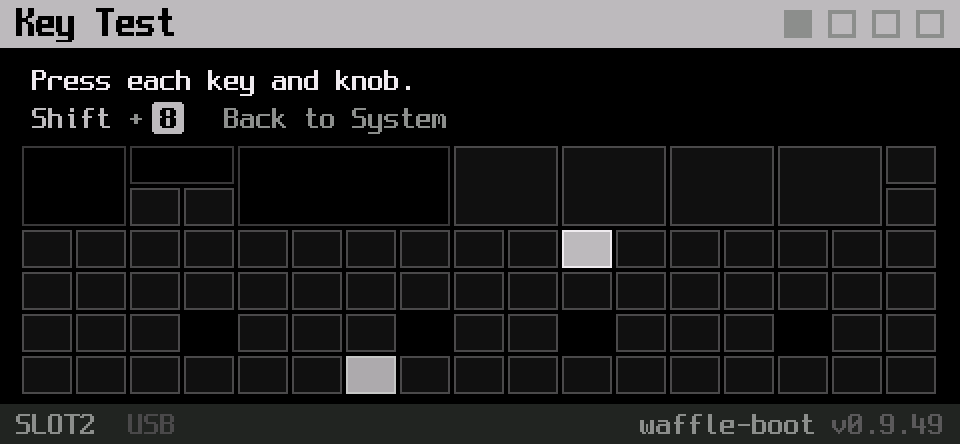 Key Test
Press each key and knob.
Shift + 8 Back to System
SLOT2 USB
waffle-boot v0.9.49